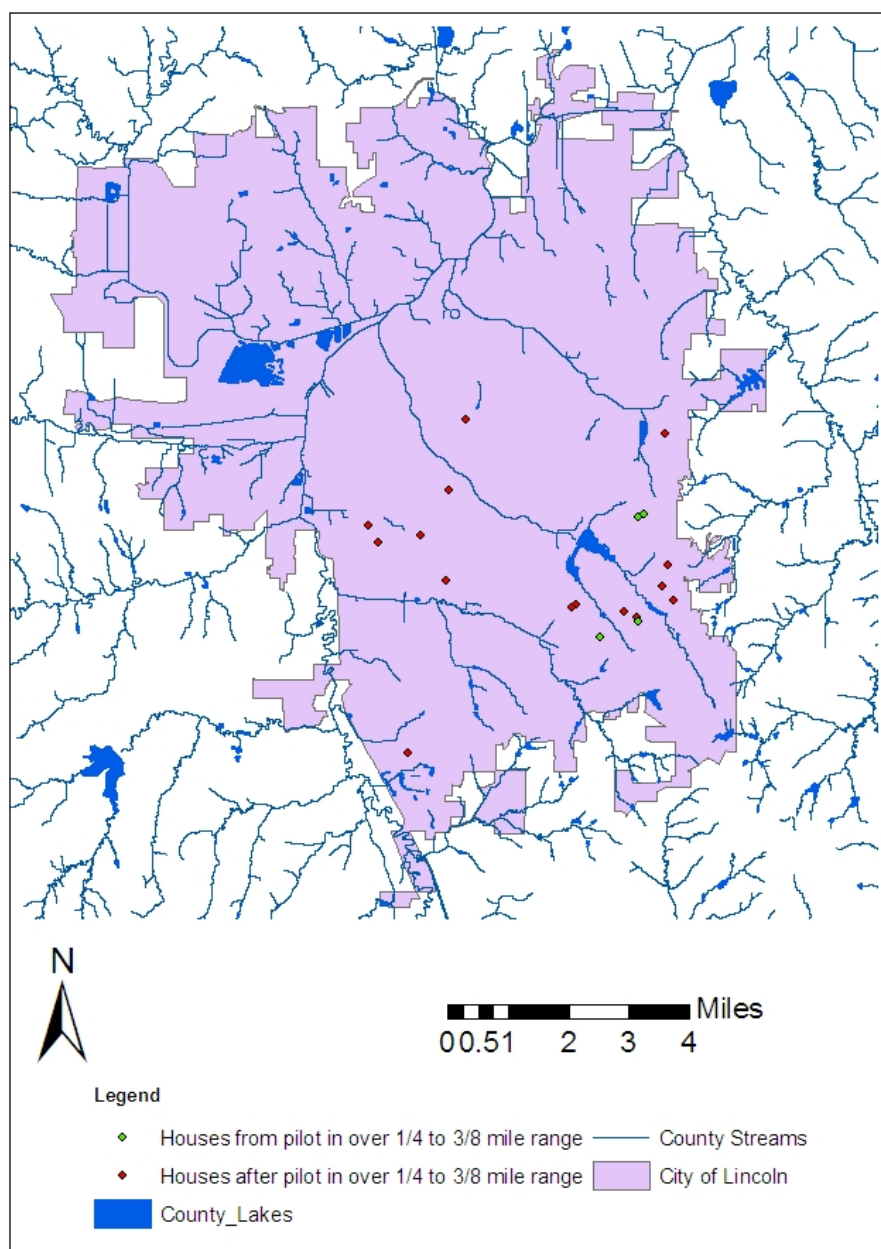 N
Miles
0 0.5 1 2 3 4
Legend
Houses from pilot in over 1/4 to 3/8 mile range
County Streams
Houses after pilot in over 1/4 to 3/8 mile range
City of Lincoln
County_Lakes